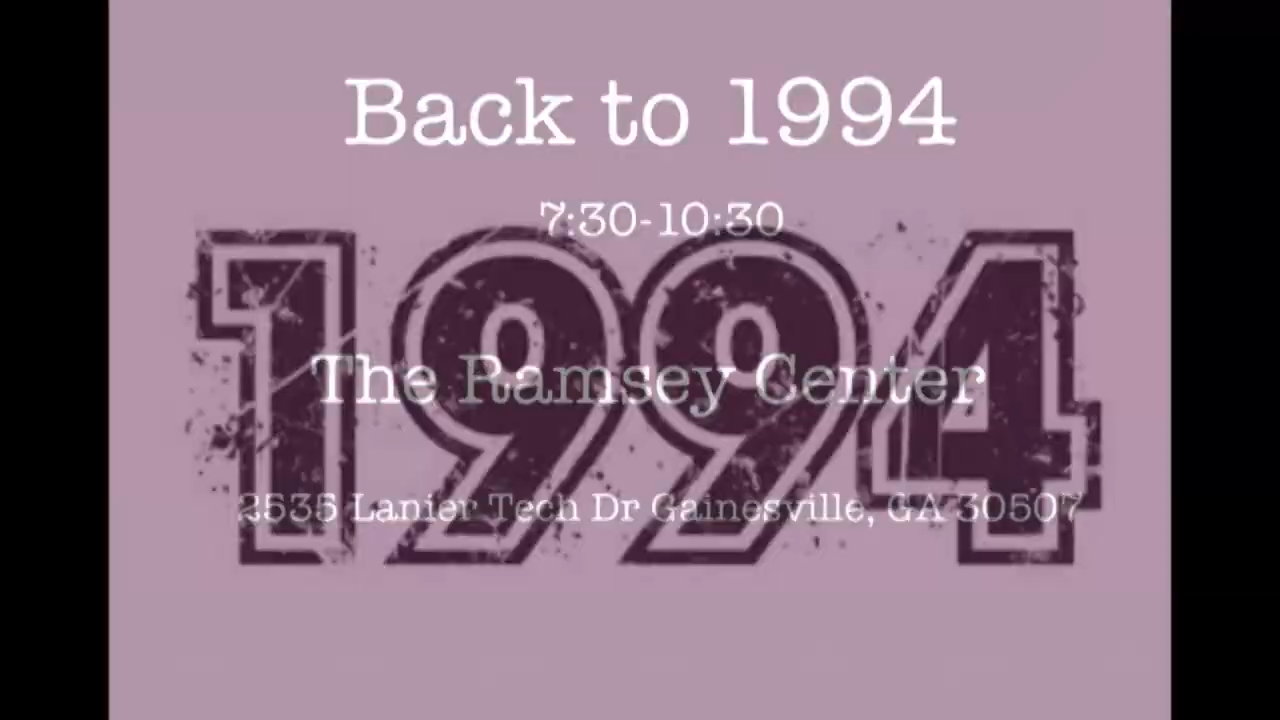 Back to 1994
7:30-10:30
1994
The Ramsey Center
2535 Lanier Tech Dr Gainesville, GA 30507